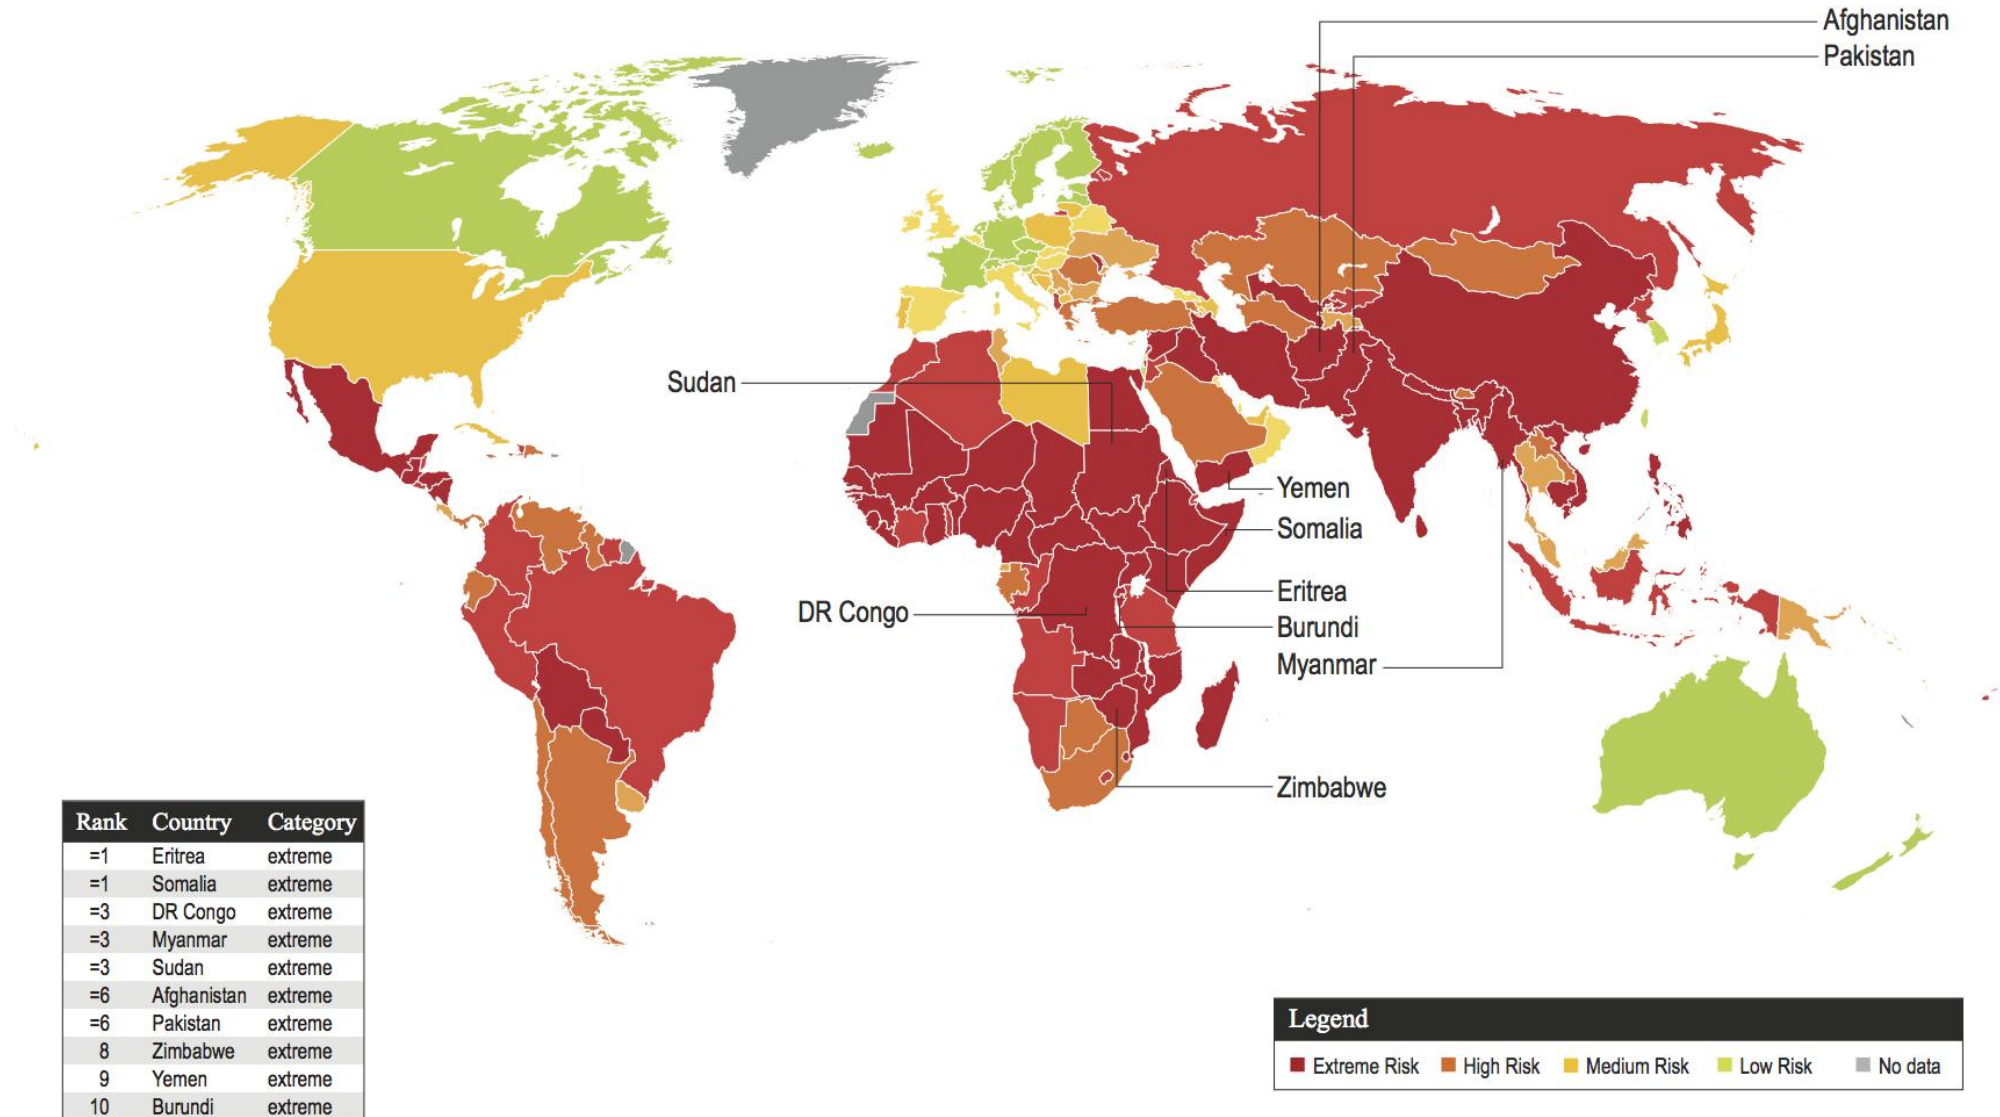 Afghanistan
Pakistan
Sudan
Yemen
Somalia
Eritrea
DR Congo
Burundi
Myanmar
Zimbabwe
Rank Country Category
=1 Eritrea extreme
=1 Somalia extreme
=3 DR Congo extreme
=3 Myanmar extreme
=3 Sudan extreme
=6 Afghanistan extreme
=6 Pakistan extreme
8 Zimbabwe extreme
9 Yemen extreme
10 Burundi extreme
Legend
Extreme Risk High Risk Medium Risk Low Risk No data